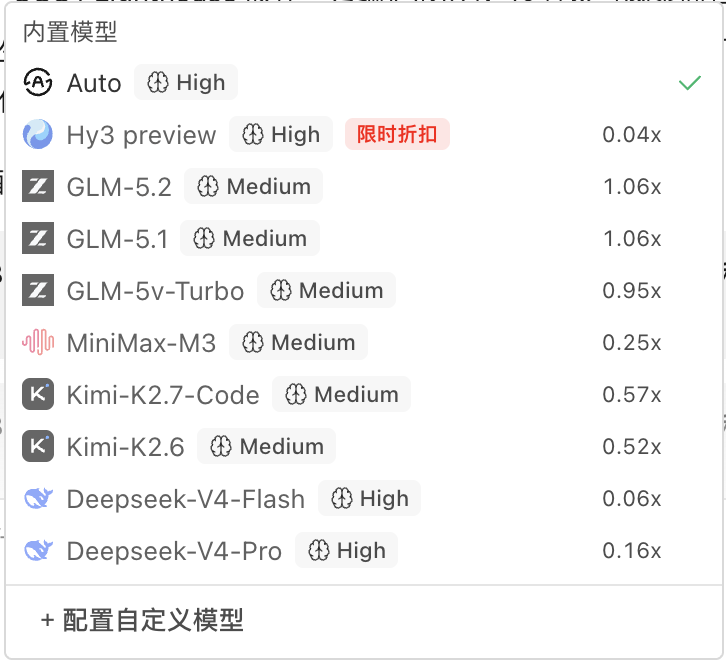 内置模型
Auto High
Hy3 preview High 限时折扣 0.04x
GLM-5.2 Medium 1.06x
GLM-5.1 Medium 1.06x
GLM-5v-Turbo Medium 0.95x
MiniMax-M3 Medium 0.25x
Kimi-K2.7-Code Medium 0.57x
Kimi-K2.6 Medium 0.52x
Deepseek-V4-Flash High 0.06x
Deepseek-V4-Pro High 0.16x
+ 配置自定义模型